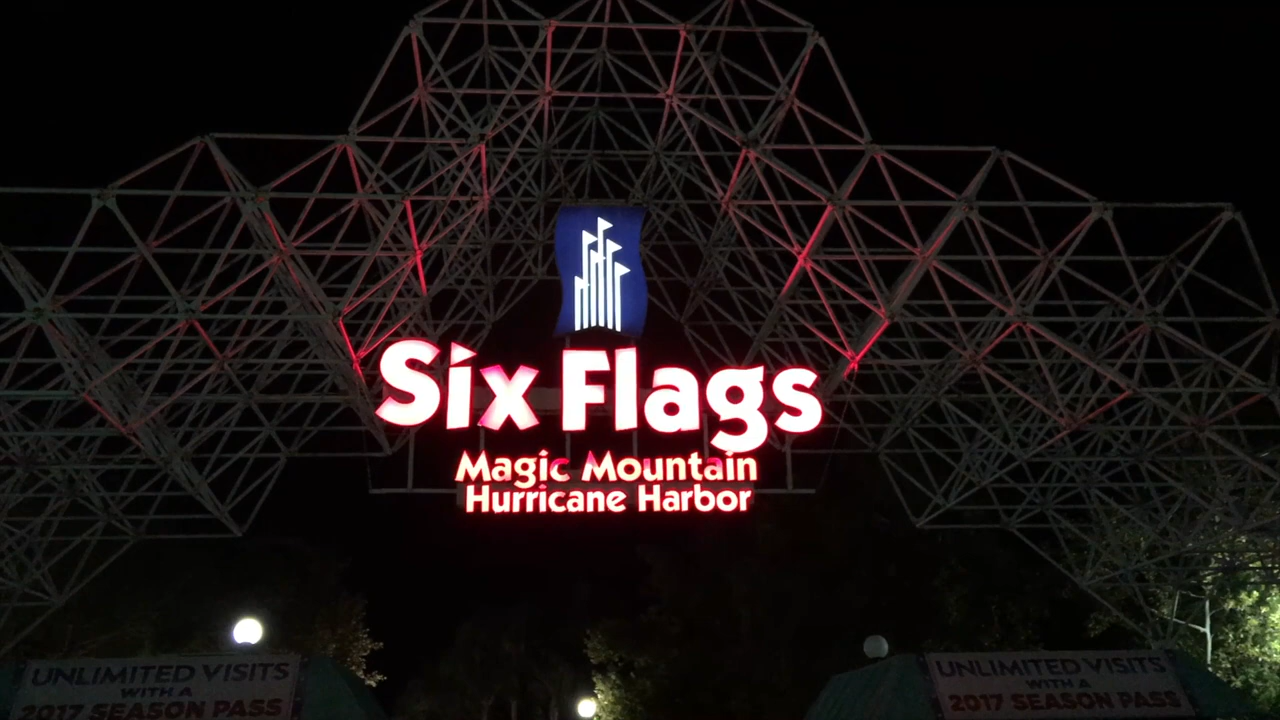 Six Flags
Magic Mountain
Hurricane Harbor
UNLIMITED VISITS
WITH A
2017 SEASON PASS
UNLIMITED VISITS
WITH A
2017 SEASON PASS